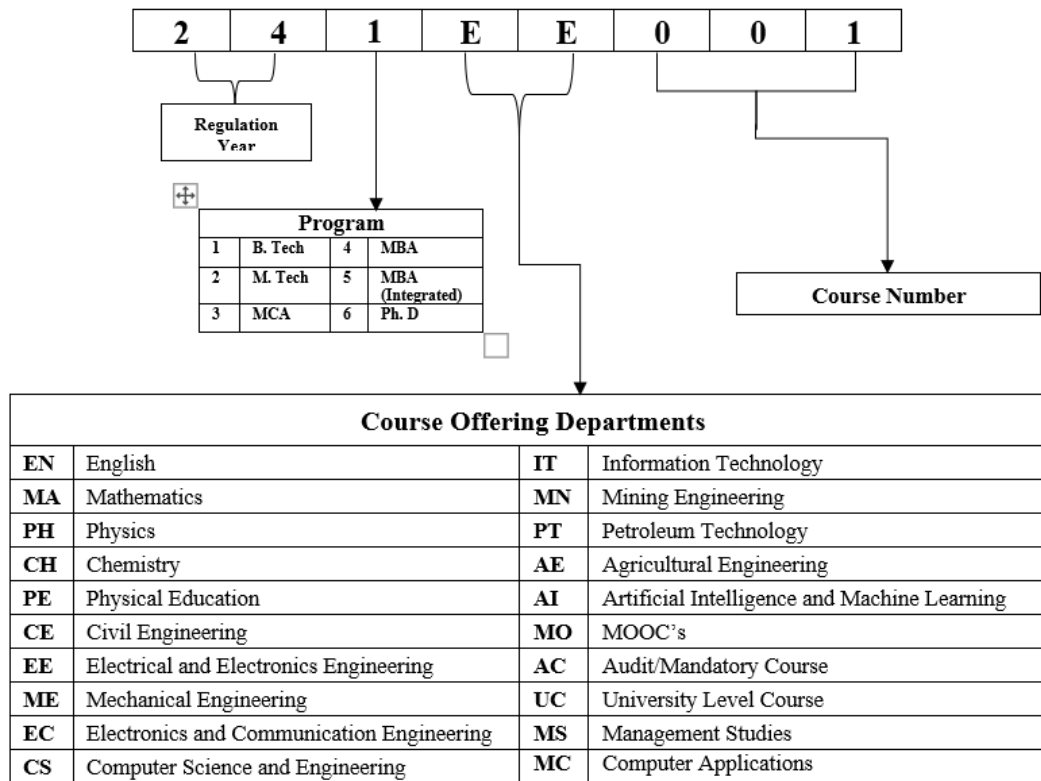 2 4 1 E E 0 0 1
Regulation
Year
Program
1 B. Tech 4 MBA
2 M. Tech 5 MBA
(Integrated)
3 MCA 6 Ph. D
Course Number
Course Offering Departments
EN English IT Information Technology
MA Mathematics MN Mining Engineering
PH Physics PT Petroleum Technology
CH Chemistry AE Agricultural Engineering
PE Physical Education AI Artificial Intelligence and Machine Learning
CE Civil Engineering MO MOOC’s
EE Electrical and Electronics Engineering AC Audit/Mandatory Course
ME Mechanical Engineering UC University Level Course
EC Electronics and Communication Engineering MS Management Studies
CS Computer Science and Engineering MC Computer Applications